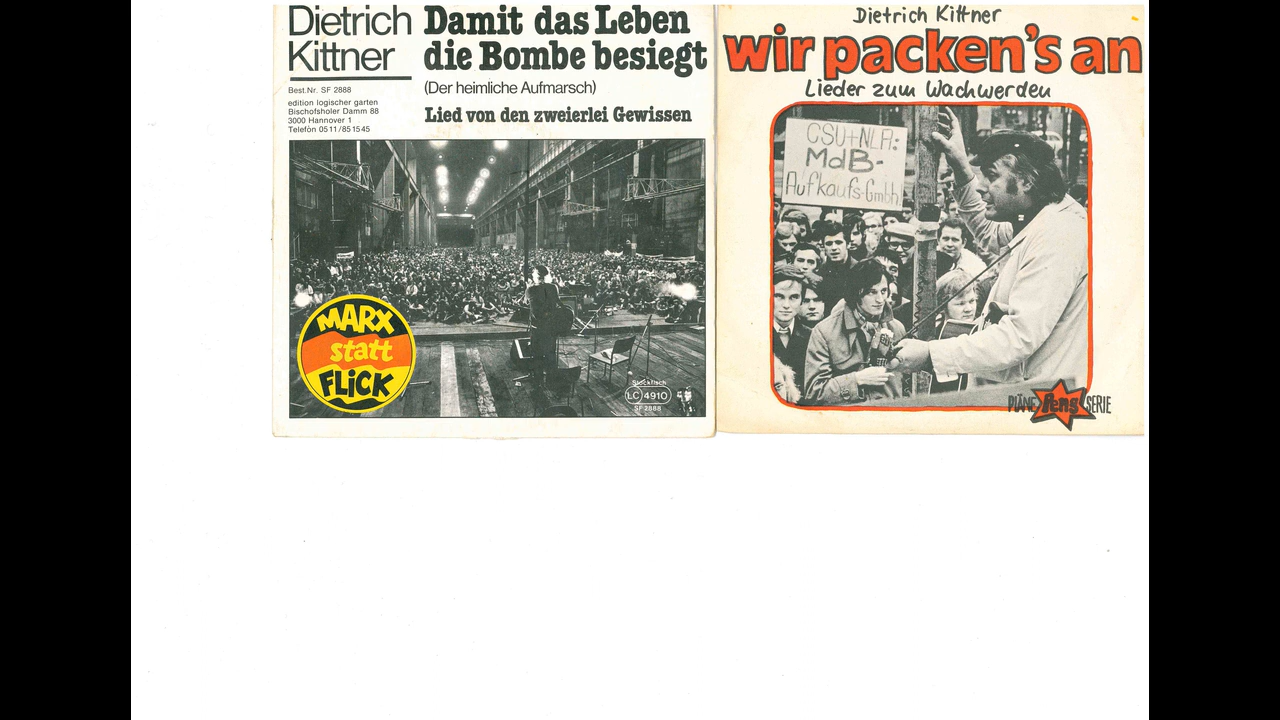 Dietrich
Kittner
Damit das Leben
die Bombe besiegt
(Der heimliche Aufmarsch)
Lied von den zweierlei Gewissen
Best.Nr. SF 2888
edition logischer garten
Bischofsholer Damm 88
3000 Hannover 1
Telefon 0511/851545
MARX
statt
FLiCK
Stockfisch
LC 4910
SF 2888
Dietrich Kittner
wir packen's an
Lieder zum Wachwerden
CSU+NLA:
MdB-
Aufkaufs-Gmbh.
PLÄNE Peng SERIE